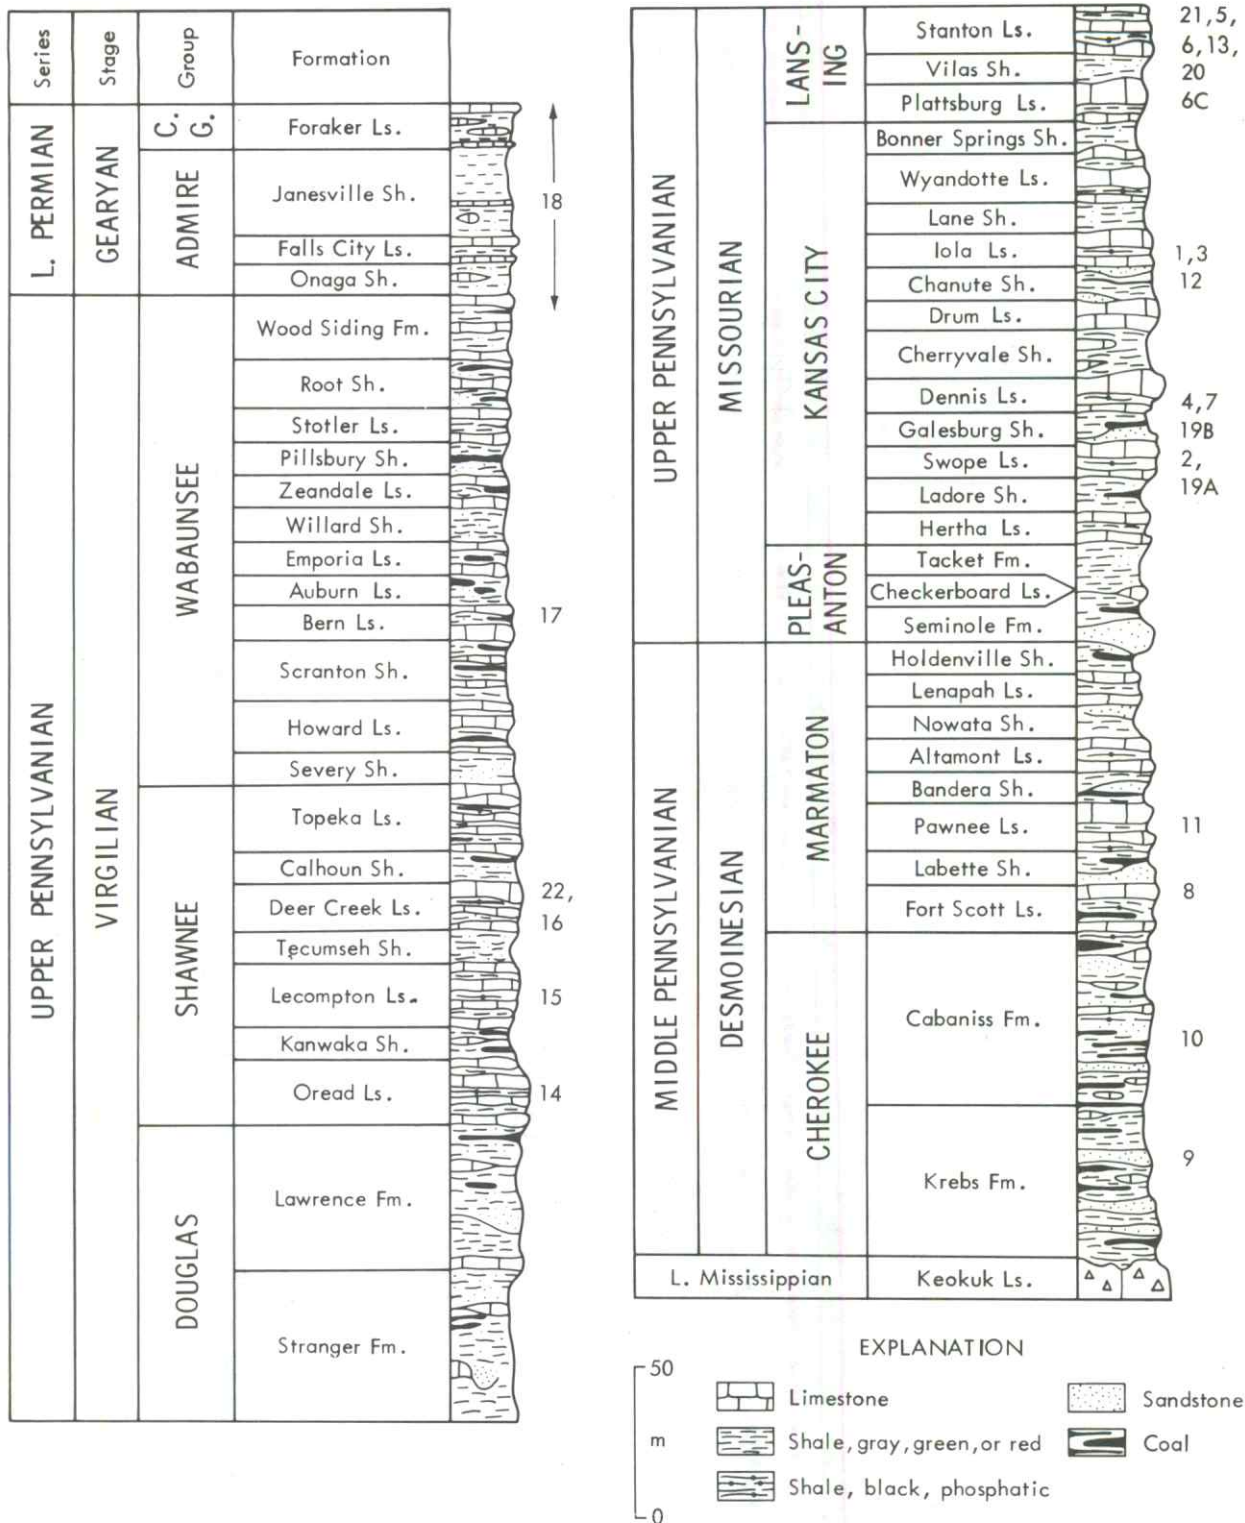 Series
Stage
Group
Formation
L. PERMIAN
GEARYAN
C.
G.
Foraker Ls.
ADMIRE
Janesville Sh.
18
Falls City Ls.
Onaga Sh.
UPPER PENNSYLVANIAN
VIRGILIAN
WABAUNSEE
Wood Siding Fm.
Root Sh.
Stotler Ls.
Pillsbury Sh.
Zeandale Ls.
Willard Sh.
Emporia Ls.
Auburn Ls.
Bern Ls.
17
Scranton Sh.
Howard Ls.
Severy Sh.
SHAWNEE
Topeka Ls.
Calhoun Sh.
Deer Creek Ls.
22,
16
Tecumseh Sh.
Lecompton Ls.
15
Kanwaka Sh.
Oread Ls.
14
DOUGLAS
Lawrence Fm.
Stranger Fm.
UPPER PENNSYLVANIAN
MISSOURIAN
LANS-
ING
Stanton Ls.
21,5,
6,13,
20
Vilas Sh.
Plattsburg Ls.
6C
KANSAS CITY
Bonner Springs Sh.
Wyandotte Ls.
Lane Sh.
Iola Ls.
1,3
Chanute Sh.
12
Drum Ls.
Cherryvale Sh.
Dennis Ls.
4,7
Galesburg Sh.
19B
Swope Ls.
2,
19A
Ladore Sh.
Hertha Ls.
PLEAS-
ANTON
Tacket Fm.
Checkerboard Ls.
Seminole Fm.
MIDDLE PENNSYLVANIAN
DESMOINESIAN
MARMATON
Holdenville Sh.
Lenapah Ls.
Nowata Sh.
Altamont Ls.
Bandera Sh.
Pawnee Ls.
11
Labette Sh.
8
Fort Scott Ls.
CHEROKEE
Cabaniss Fm.
10
Krebs Fm.
9
L. Mississippian
Keokuk Ls.
EXPLANATION
50
m
0
Limestone
Sandstone
Shale, gray, green, or red
Coal
Shale, black, phosphatic